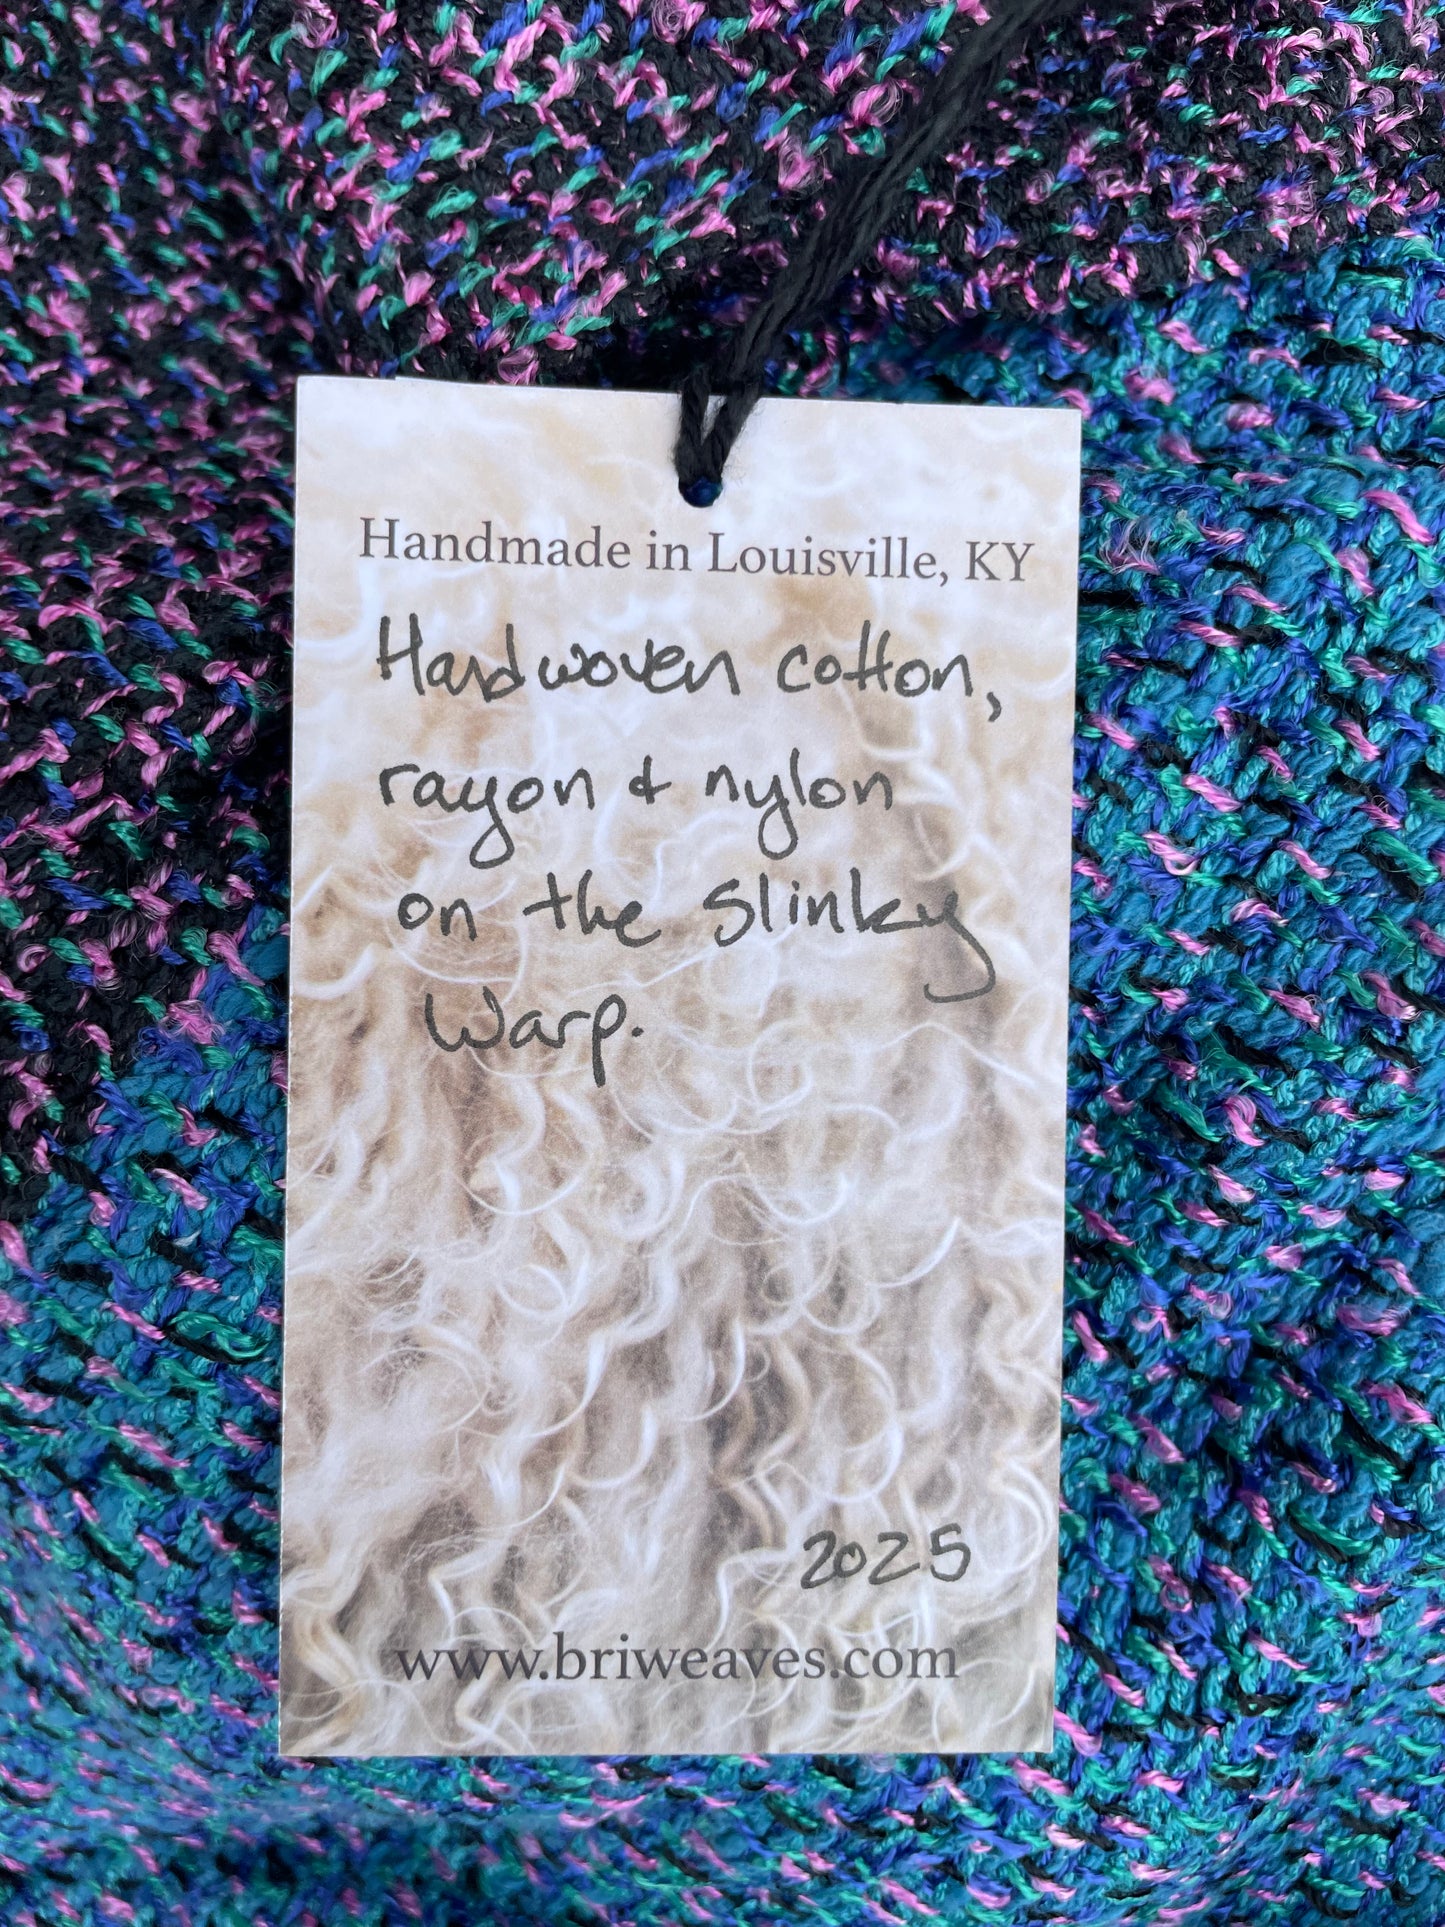 Handmade in Louisville, KY
Handwoven cotton,
rayon & nylon
on the Slinky
Warp.
2025
www.briweaves.com